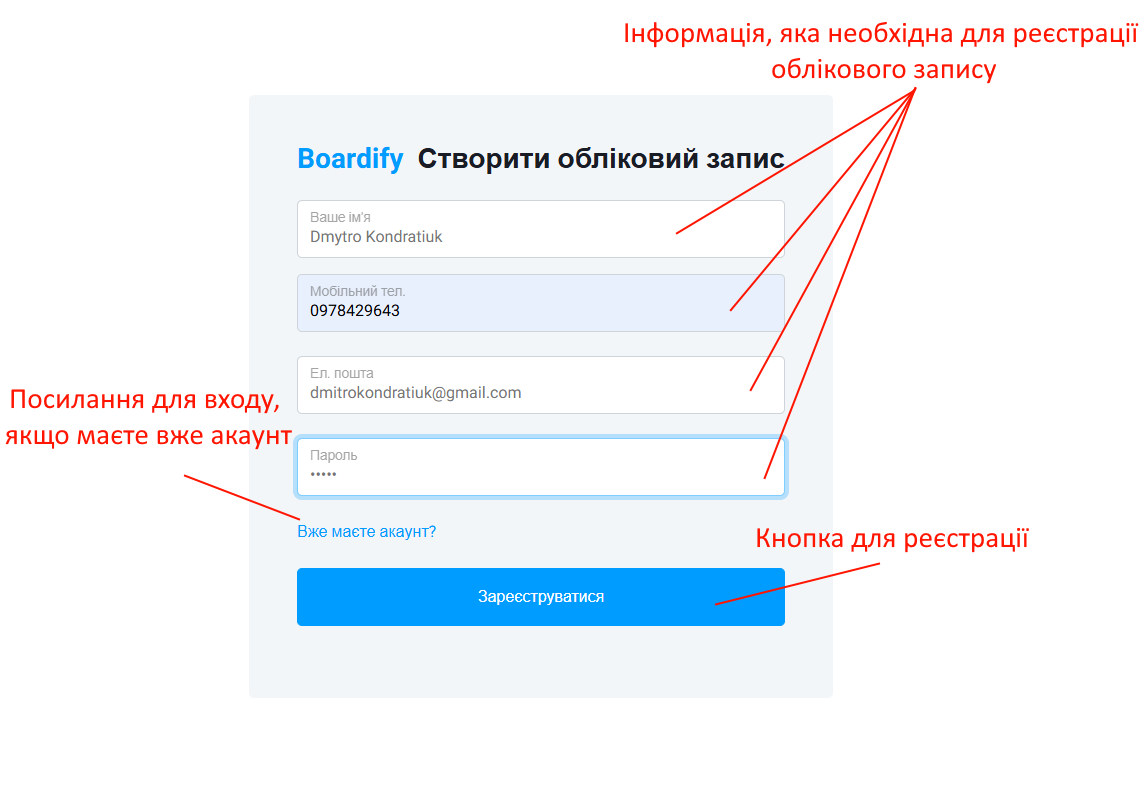 Інформація, яка необхідна для реєстрації
облікового запису
Boardify Створити обліковий запис
Ваше ім'я
Dmytro Kondratiuk
Мобільний тел.
0978429643
Ел. пошта
dmitrokondratiuk@gmail.com
Посилання для входу,
якщо маєте вже акаунт
Пароль
•••••
Вже маєте акаунт?
Кнопка для реєстрації
Зареєструватися